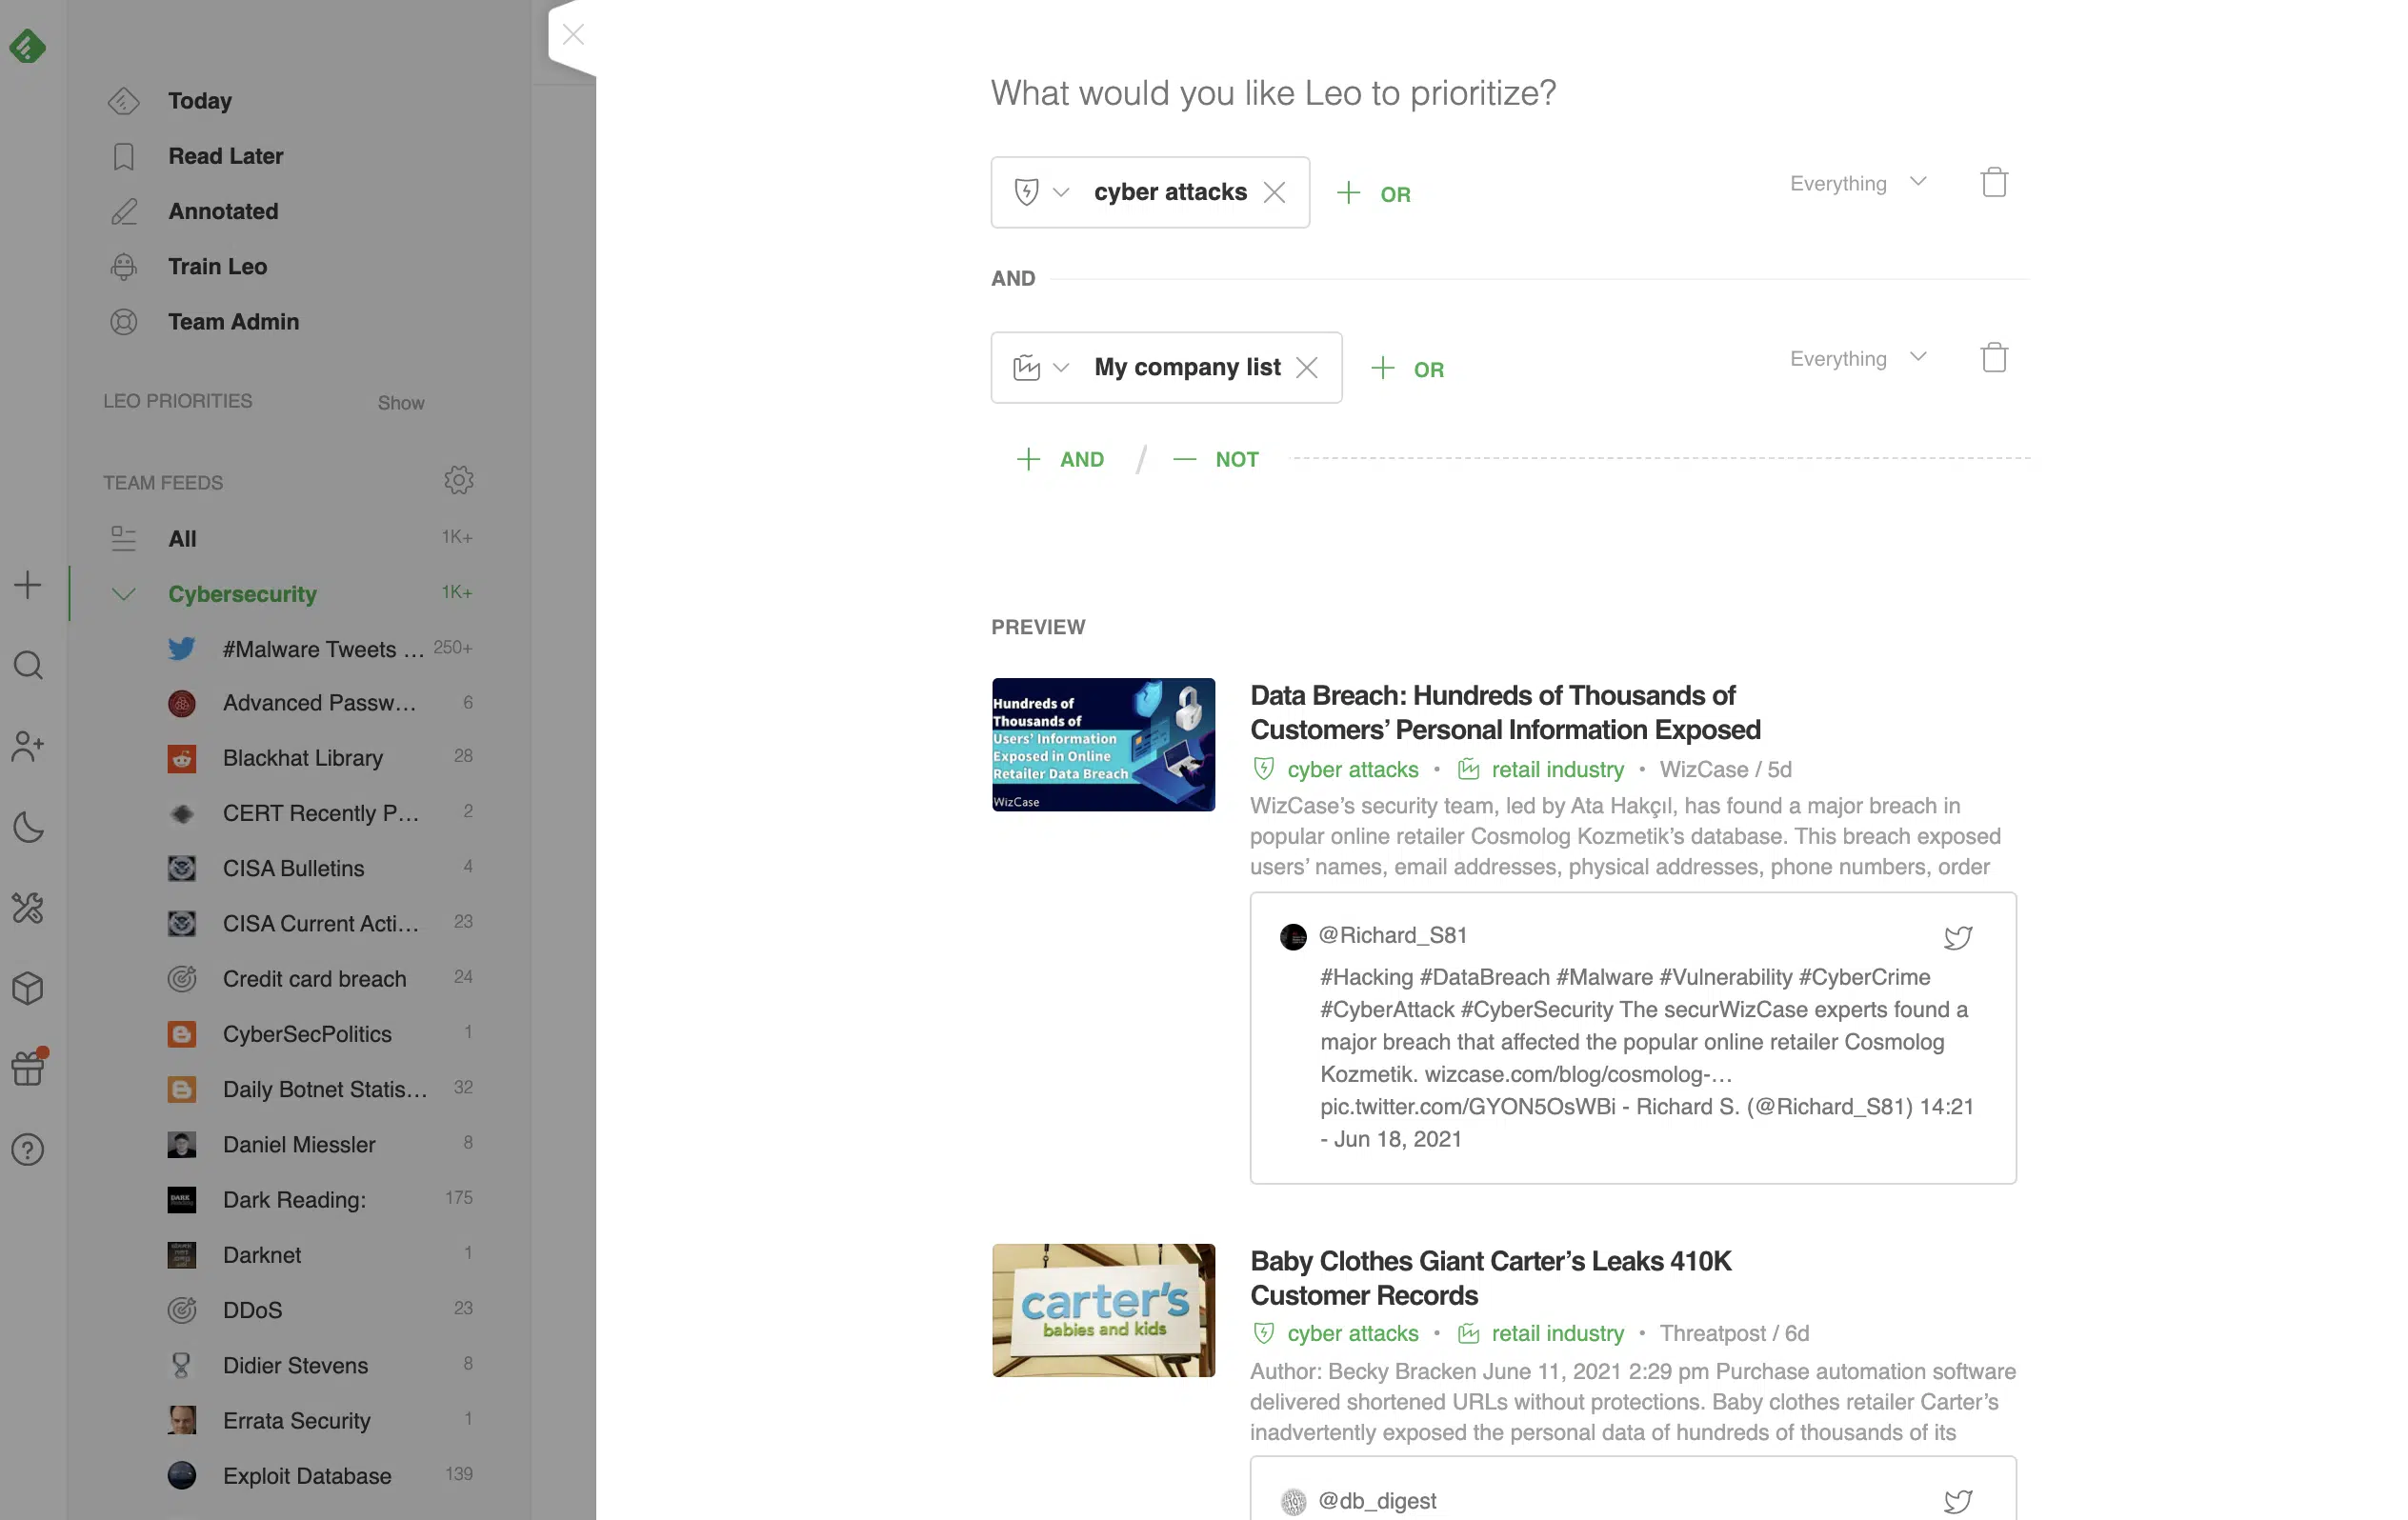 Today
Read Later
Annotated
Train Leo
Team Admin
LEO PRIORITIES
Show
TEAM FEEDS
All
1K+
Cybersecurity
1K+
#Malware Tweets ...
250+
Advanced Passw...
6
Blackhat Library
28
CERT Recently P...
2
CISA Bulletins
4
CISA Current Acti...
23
Credit card breach
24
CyberSecPolitics
1
Daily Botnet Statis...
32
Daniel Miessler
8
Dark Reading:
175
Darknet
1
DDoS
23
Didier Stevens
8
Errata Security
1
Exploit Database
139
What would you like Leo to prioritize?
cyber attacks
OR
Everything
AND
My company list
OR
Everything
AND / NOT
PREVIEW
Hundreds of
Thousands of
Users' Information
Exposed in Online
Retailer Data Breach
WizCase
Data Breach: Hundreds of Thousands of
Customers’ Personal Information Exposed
cyber attacks • retail industry • WizCase / 5d
WizCase’s security team, led by Ata Hakçıl, has found a major breach in
popular online retailer Cosmolog Kozmetik’s database. This breach exposed
users’ names, email addresses, physical addresses, phone numbers, order
@Richard_S81
#Hacking #DataBreach #Malware #Vulnerability #CyberCrime
#CyberAttack #CyberSecurity The securWizCase experts found a
major breach that affected the popular online retailer Cosmolog
Kozmetik. wizcase.com/blog/cosmolog-…
pic.twitter.com/GYON5OsWBi - Richard S. (@Richard_S81) 14:21
- Jun 18, 2021
carter's
babies and kids
Baby Clothes Giant Carter’s Leaks 410K
Customer Records
cyber attacks • retail industry • Threatpost / 6d
Author: Becky Bracken June 11, 2021 2:29 pm Purchase automation software
delivered shortened URLs without protections. Baby clothes retailer Carter’s
inadvertently exposed the personal data of hundreds of thousands of its
@db_digest